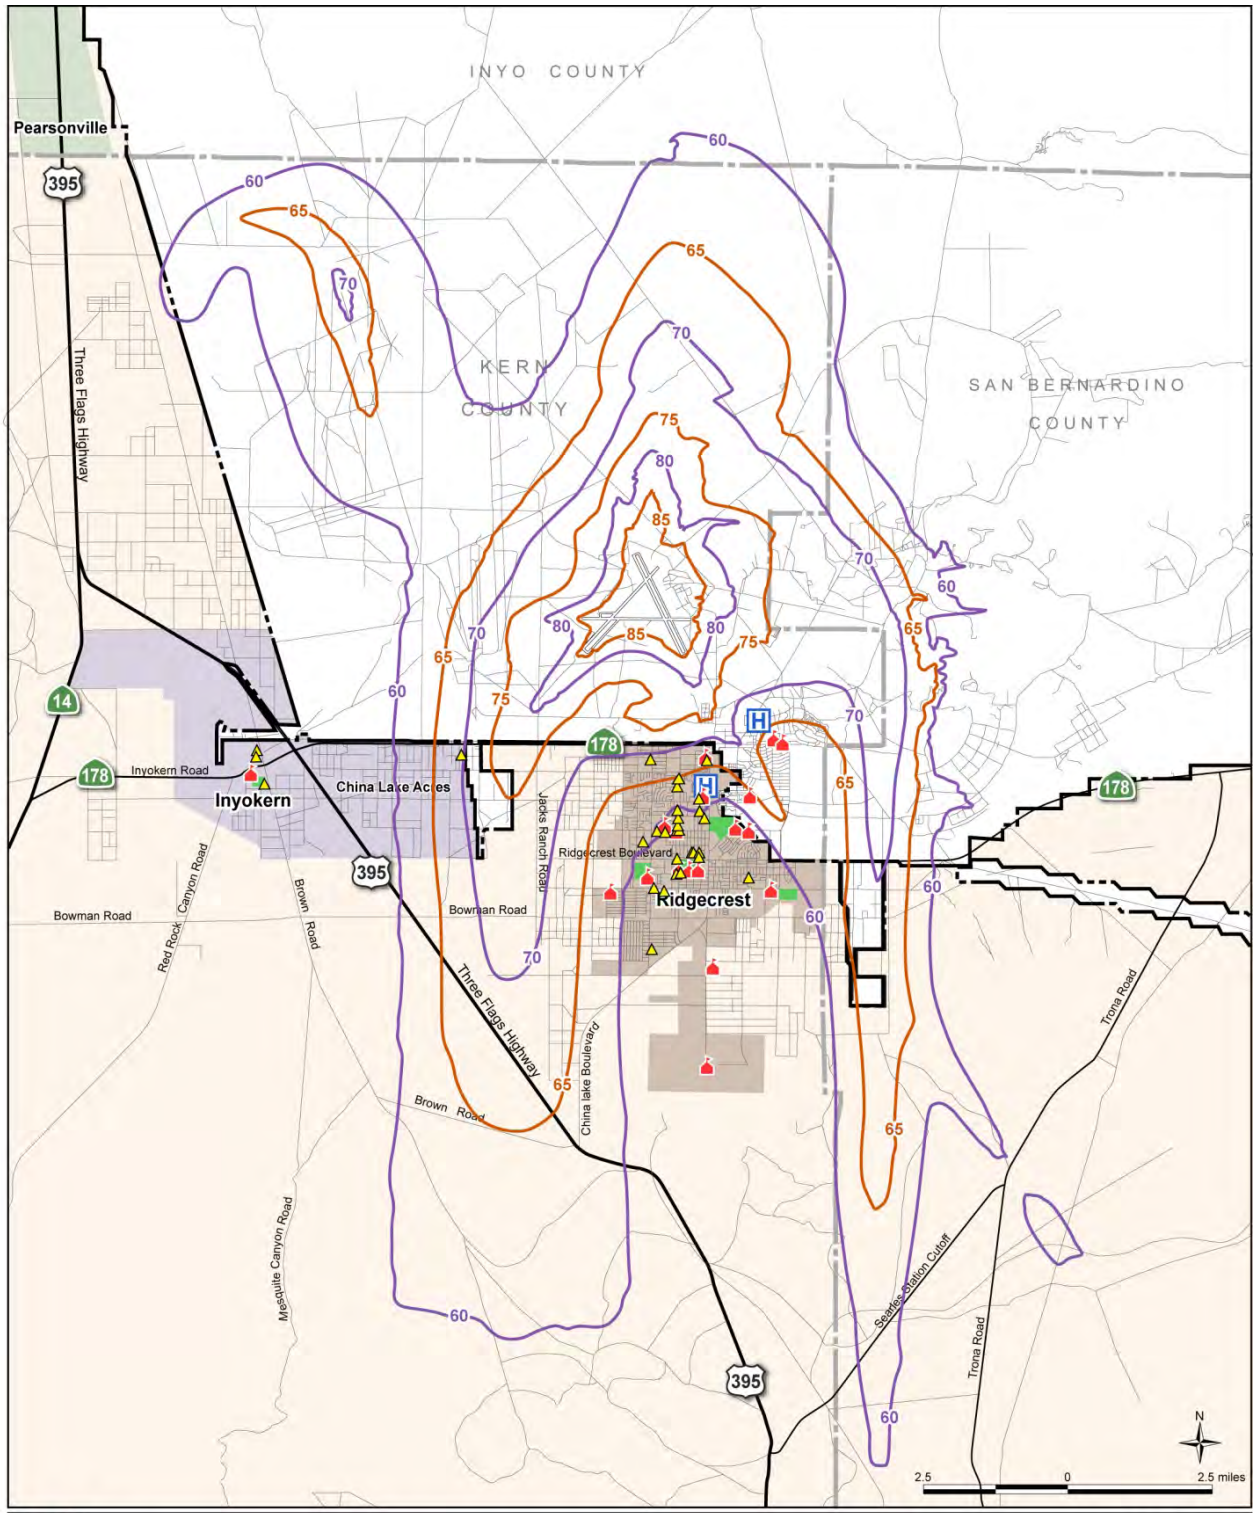 INYO COUNTY
60
Pearsonville
395
60
65
65
70
70
KERN
COUNTY
SAN BERNARDINO
COUNTY
Three Flags Highway
75
80
85
70
60
80
85
80
65
75
70
65
60
75
14
70
178
H
178
Inyokern Road
65
178
China Lake Acres
H
Inyokern
Jacks Ranch Road
Ridgecrest Boulevard
395
60
Red Rock Canyon Road
Brown Road
Bowman Road
Bowman Road
Ridgecrest
60
70
Three Flags Highway
Trona Road
China lake Boulevard
65
Brown Road
65
Mesquite Canyon Road
Searles Station Cutoff
60
Trona Road
395
60
N
2.5 0 2.5 miles